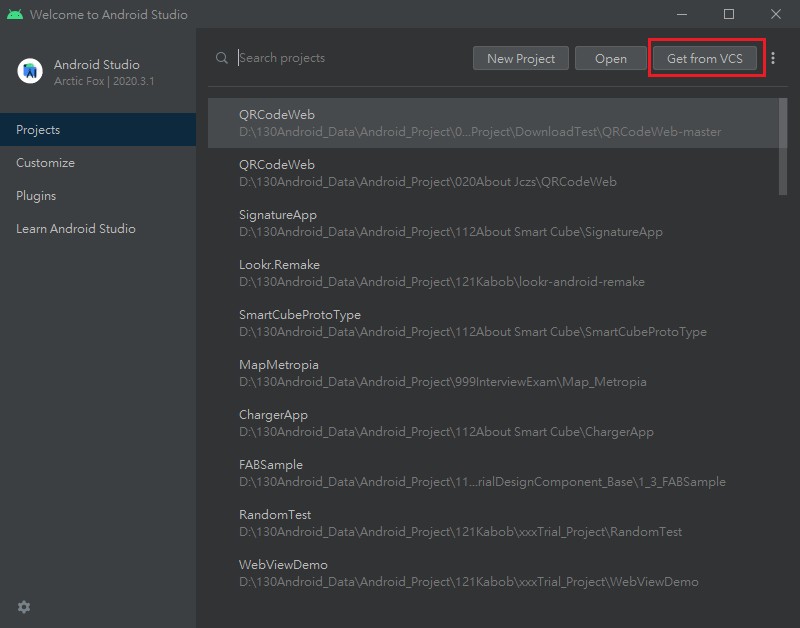 Welcome to Android Studio
Android Studio
Arctic Fox | 2020.3.1
Projects
Customize
Plugins
Learn Android Studio
Search projects
New Project
Open
Get from VCS
QRCodeWeb
D:\130Android_Data\Android_Project\0...Project\DownloadTest\QRCodeWeb-master
QRCodeWeb
D:\130Android_Data\Android_Project\020About Jczs\QRCodeWeb
SignatureApp
D:\130Android_Data\Android_Project\112About Smart Cube\SignatureApp
Lookr.Remake
D:\130Android_Data\Android_Project\121Kabob\lookr-android-remake
SmartCubeProtoType
D:\130Android_Data\Android_Project\112About Smart Cube\SmartCubeProtoType
MapMetropia
D:\130Android_Data\Android_Project\999InterviewExam\Map_Metropia
ChargerApp
D:\130Android_Data\Android_Project\112About Smart Cube\ChargerApp
FABSample
D:\130Android_Data\Android_Project\11...rialDesignComponent_Base\1_3_FABSample
RandomTest
D:\130Android_Data\Android_Project\121Kabob\xxxTrial_Project\RandomTest
WebViewDemo
D:\130Android_Data\Android_Project\121Kabob\xxxTrial_Project\WebViewDemo